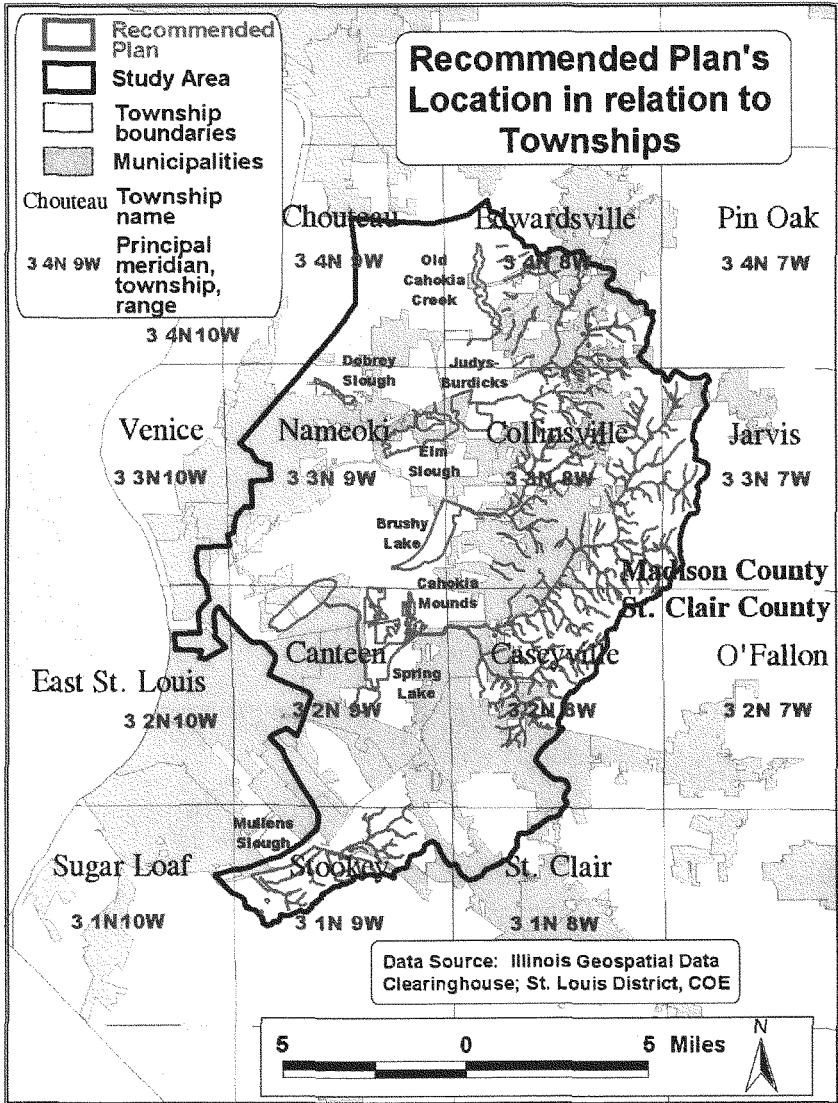 Recommended
Plan
Study Area
Township
boundaries
Municipalities
Chouteau Township
name
3 4N 9W Principal
meridian,
township,
range
Recommended Plan's
Location in relation to
Townships
Chouteau
Edwardsville
Pin Oak
3 4N 9W
Old
Cahokia
Creek
3 4N 8W
3 4N 7W
3 4N 10W
Dobrey
Slough
Judys-
Burdicks
Venice
Nameoki
Collinsville
Jarvis
Elm
Slough
3 3N 10W
3 3N 9W
3 3N 8W
3 3N 7W
Brushy
Lake
Madison County
Cahokia
Mounds
St. Clair County
Canteen
Caseyville
O'Fallon
East St. Louis
Spring
Lake
3 2N 10W
3 2N 9W
3 2N 8W
3 2N 7W
Mullens
Slough
Sugar Loaf
Stookey
St. Clair
3 1N 10W
3 1N 9W
3 1N 8W
Data Source: Illinois Geospatial Data
Clearinghouse; St. Louis District, COE
5 0 5 Miles
N